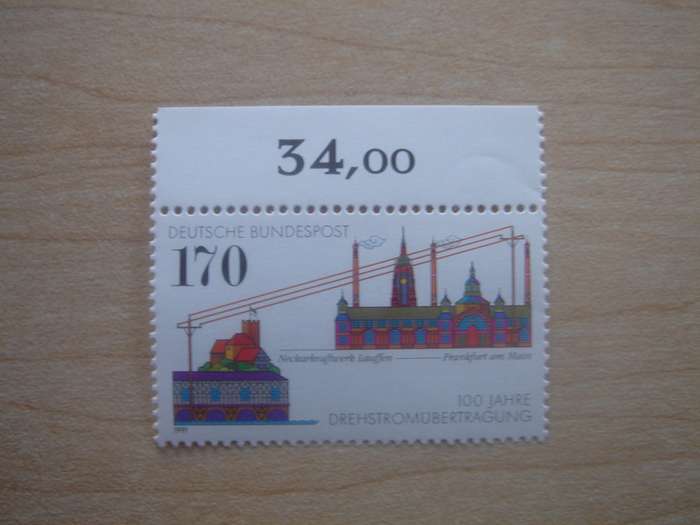 34,00
DEUTSCHE BUNDESPOST
170
Neckarkraftwerk Lauffen
Frankfurt am Main
100 JAHRE
DREHSTROMÜBERTRAGUNG